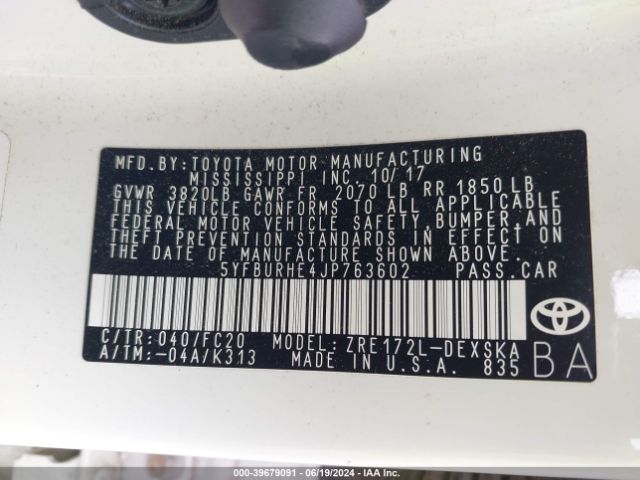 MFD.BY: TOYOTA MOTOR MANUFACTURING
MISSISSIPPI INC. 10/17
GVWR 3820LB GAWR FR 2070 LB RR 1850 LB
THIS VEHICLE CONFORMS TO ALL APPLICABLE
FEDERAL MOTOR VEHICLE SAFETY, BUMPER, AND
THEFT PREVENTION STANDARDS IN EFFECT ON
THE DATE OF MANUFACTURE SHOWN ABOVE.
5YFBURHE4JP763602 PASS.CAR
C/TR: 040/FC20 MODEL: ZRE172L-DEXSKA
A/TM: -04A/K313 MADE IN U.S.A. 835
BA
TOYOTA
000-39679091 - 06/19/2024 - IAA Inc.